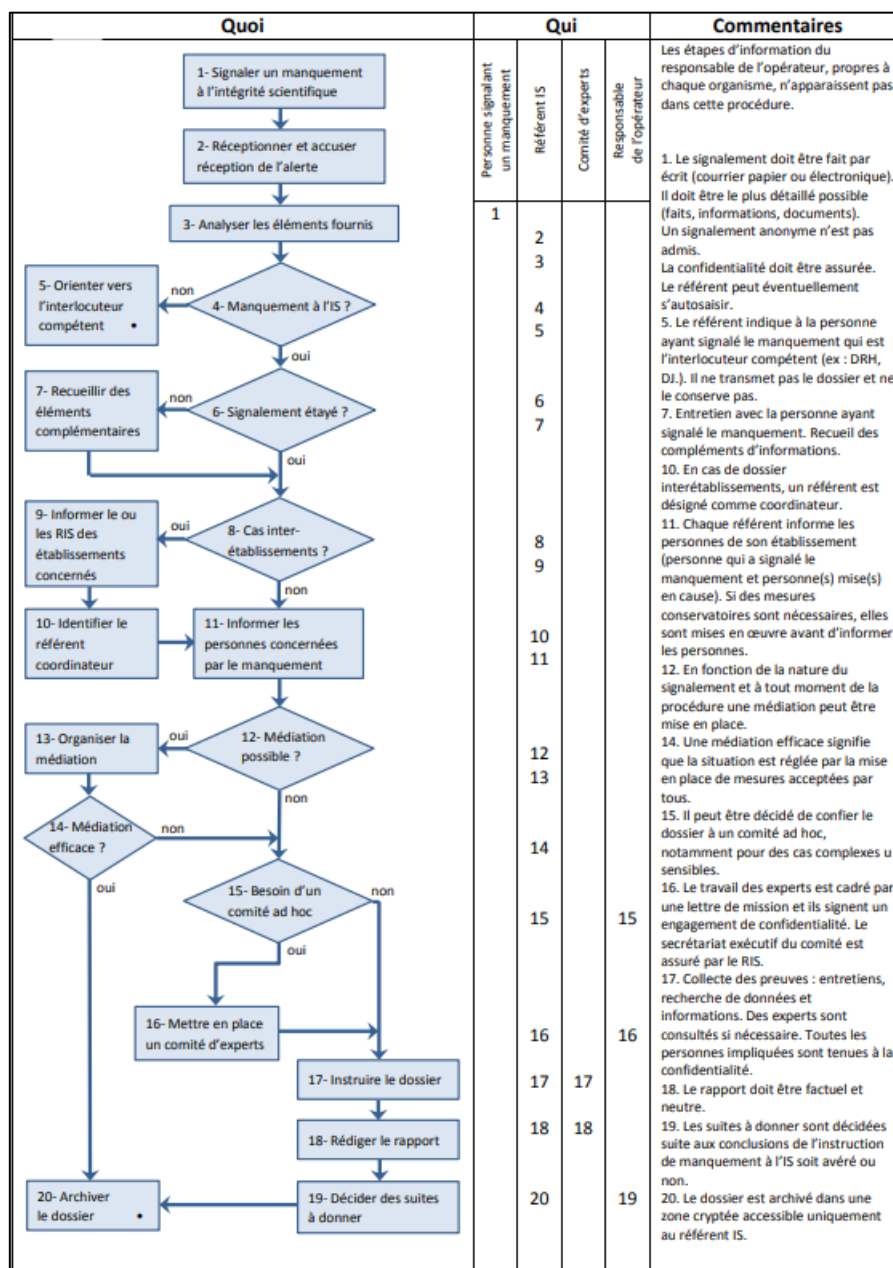 Quoi
Qui
Commentaires
1- Signaler un manquement
à l'intégrité scientifique
2- Réceptionner et accuser
réception de l'alerte
3- Analyser les éléments fournis
4- Manquement à l'IS ?
non
oui
5- Orienter vers
l'interlocuteur
compétent •
6- Signalement étayé ?
non
oui
7- Recueillir des
éléments
complémentaires
8- Cas inter-
établissements ?
oui
non
9- Informer le ou
les RIS des
établissements
concernés
10- Identifier le
référent
coordinateur
11- Informer les
personnes concernées
par le manquement
12- Médiation
possible ?
oui
non
13- Organiser la
médiation
14- Médiation
efficace ?
non
oui
15- Besoin d'un
comité ad hoc
non
oui
16- Mettre en place
un comité d'experts
17- Instruire le dossier
18- Rédiger le rapport
19- Décider des suites
à donner
20- Archiver
le dossier •
Personne signalant
un manquement
Référent IS
Comité d'experts
Responsable
de l'opérateur
1
2
3
4
5
6
7
8
9
10
11
12
13
14
15 15
16 16
17 17
18 18
20 19
Les étapes d'information du
responsable de l'opérateur, propres à
chaque organisme, n'apparaissent pas
dans cette procédure.
1. Le signalement doit être fait par
écrit (courrier papier ou électronique).
Il doit être le plus détaillé possible
(faits, informations, documents).
Un signalement anonyme n'est pas
admis.
La confidentialité doit être assurée.
Le référent peut éventuellement
s'autosaisir.
5. Le référent indique à la personne
ayant signalé le manquement qui est
l'interlocuteur compétent (ex : DRH,
DJ.). Il ne transmet pas le dossier et ne
le conserve pas.
7. Entretien avec la personne ayant
signalé le manquement. Recueil des
compléments d'informations.
10. En cas de dossier
interétablissements, un référent est
désigné comme coordinateur.
11. Chaque référent informe les
personnes de son établissement
(personne qui a signalé le
manquement et personne(s) mise(s)
en cause). Si des mesures
conservatoires sont nécessaires, elles
sont mises en œuvre avant d'informer
les personnes.
12. En fonction de la nature du
signalement et à tout moment de la
procédure une médiation peut être
mise en place.
14. Une médiation efficace signifie
que la situation est réglée par la mise
en place de mesures acceptées par
tous.
15. Il peut être décidé de confier le
dossier à un comité ad hoc,
notamment pour des cas complexes u
sensibles.
16. Le travail des experts est cadré par
une lettre de mission et ils signent un
engagement de confidentialité. Le
secrétariat exécutif du comité est
assuré par le RIS.
17. Collecte des preuves : entretiens,
recherche de données et
informations. Des experts sont
consultés si nécessaire. Toutes les
personnes impliquées sont tenues à la
confidentialité.
18. Le rapport doit être factuel et
neutre.
19. Les suites à donner sont décidées
suite aux conclusions de l'instruction
de manquement à l'IS soit avéré ou
non.
20. Le dossier est archivé dans une
zone cryptée accessible uniquement
au référent IS.